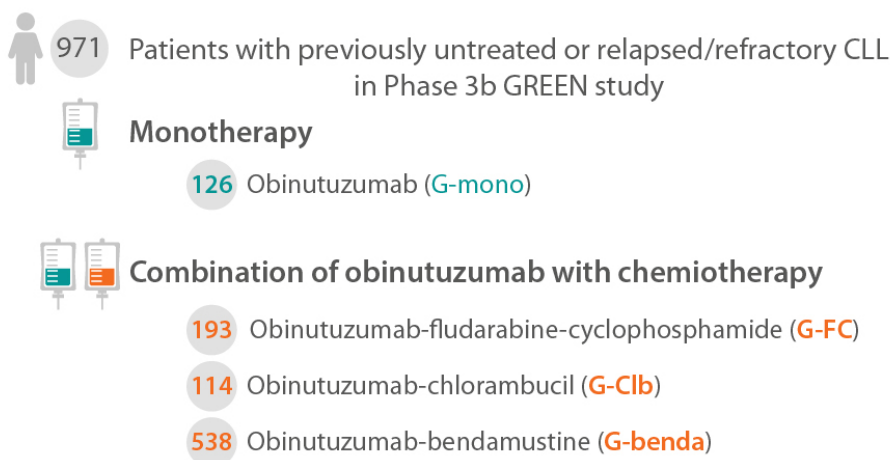 971 Patients with previously untreated or relapsed/refractory CLL
in Phase 3b GREEN study
Monotherapy
126 Obinutuzumab (G-mono)
Combination of obinutuzumab with chemiotherapy
193 Obinutuzumab-fludarabine-cyclophosphamide (G-FC)
114 Obinutuzumab-chlorambucil (G-Clb)
538 Obinutuzumab-bendamustine (G-benda)